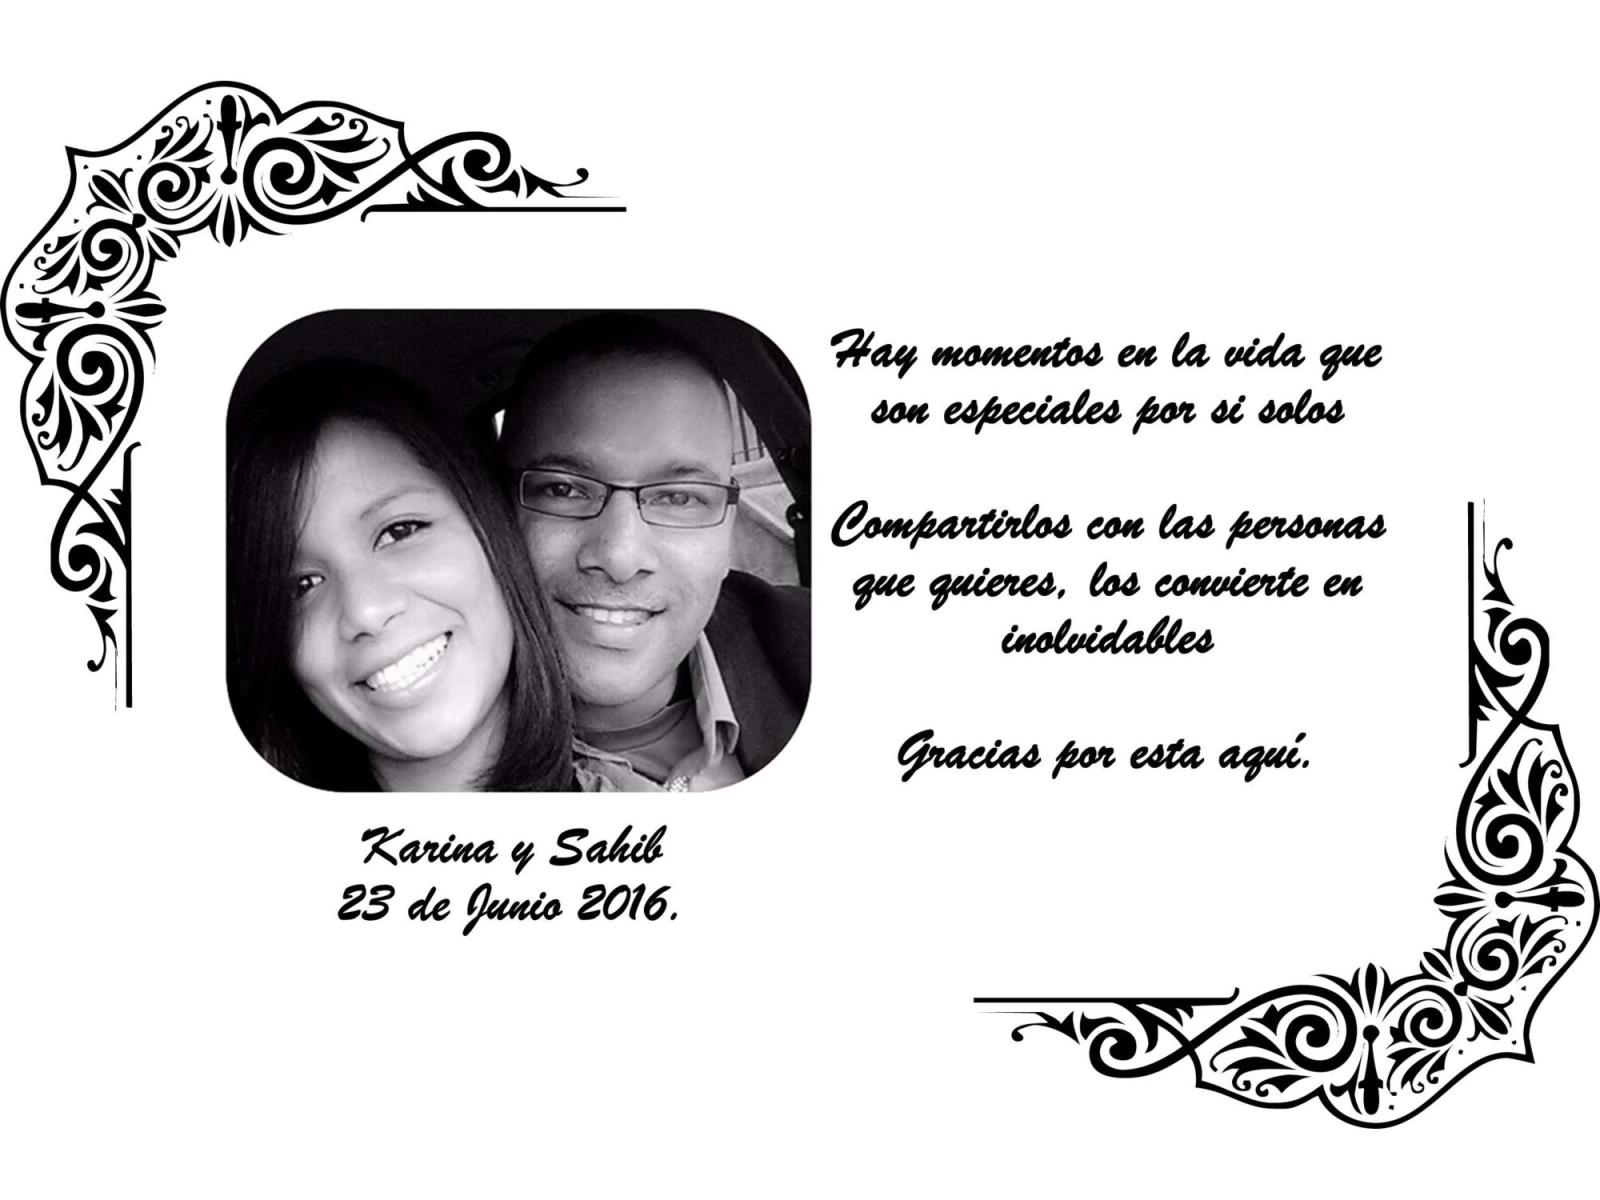 Hay momentos en la vida que
son especiales por si solos
Compartirlos con las personas
que quieres, los convierte en
inolvidables
Gracias por esta aquí.
Karina y Sahib
23 de Junio 2016.